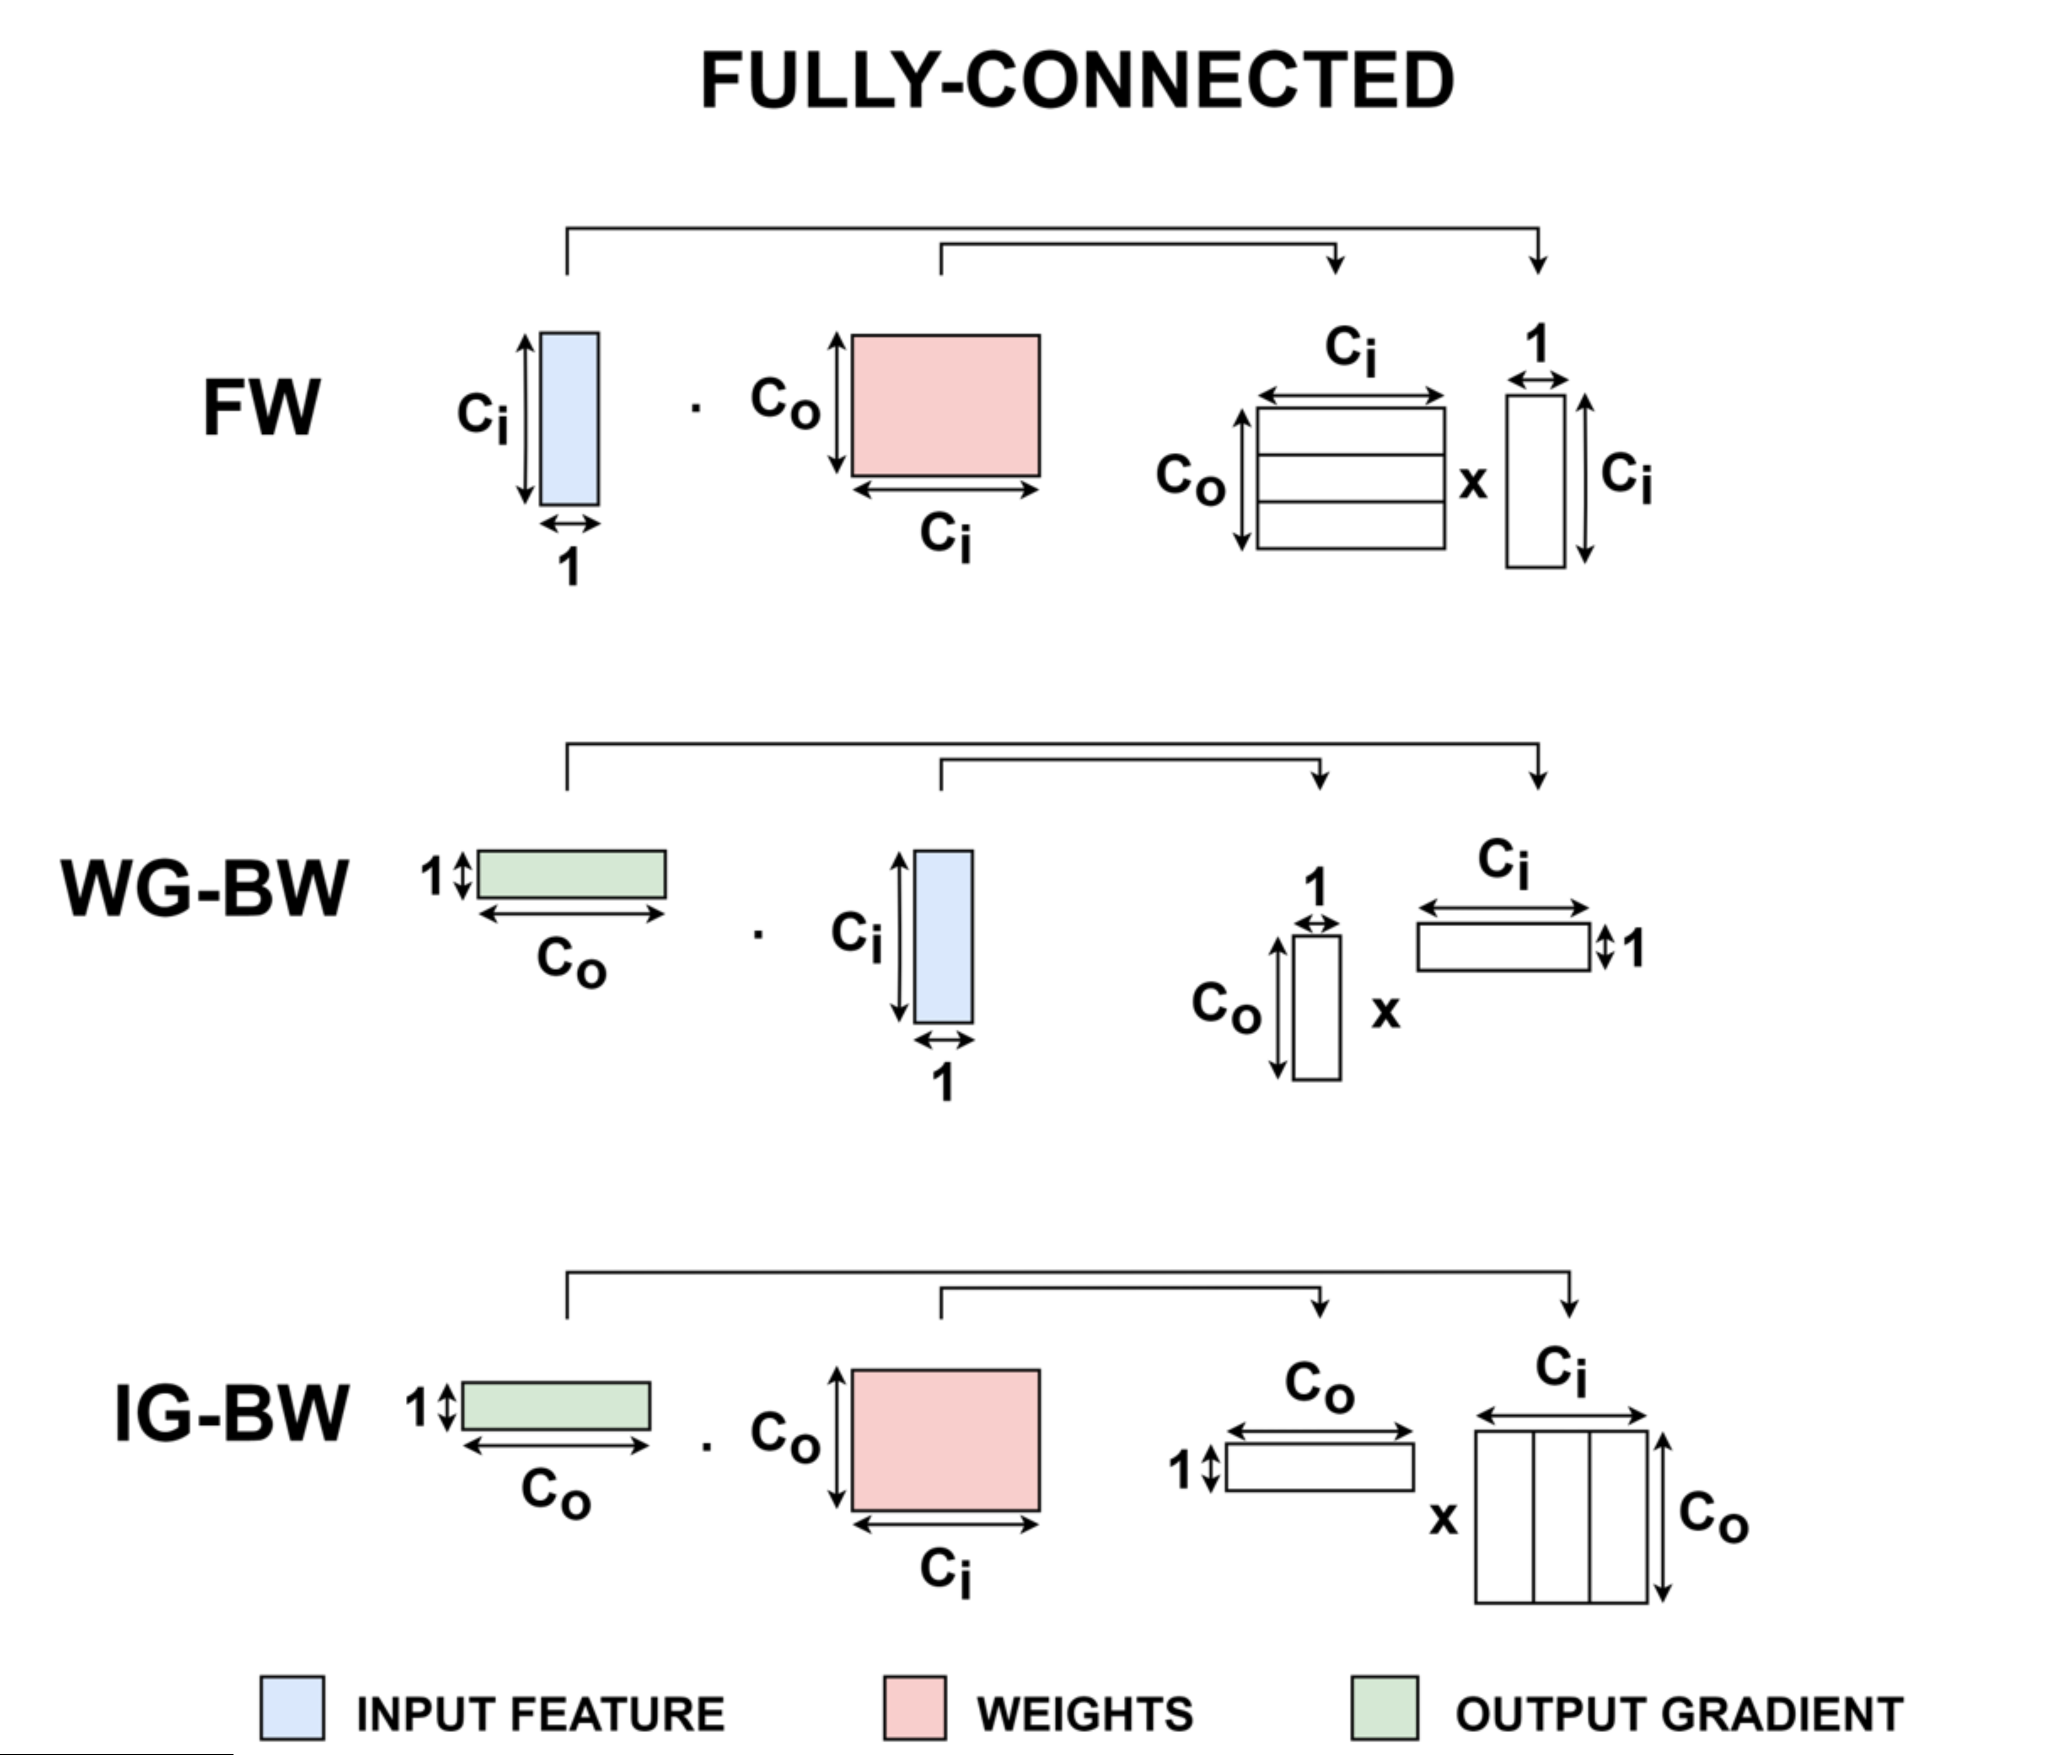 FULLY-CONNECTED
FW
Ci
1
.
Co
Ci
Co
Ci
x
1
Ci
WG-BW
1
Co
.
Ci
1
Co
1
x
Ci
1
IG-BW
1
Co
.
Co
Ci
1
Co
x
Ci
Co
INPUT FEATURE
WEIGHTS
OUTPUT GRADIENT